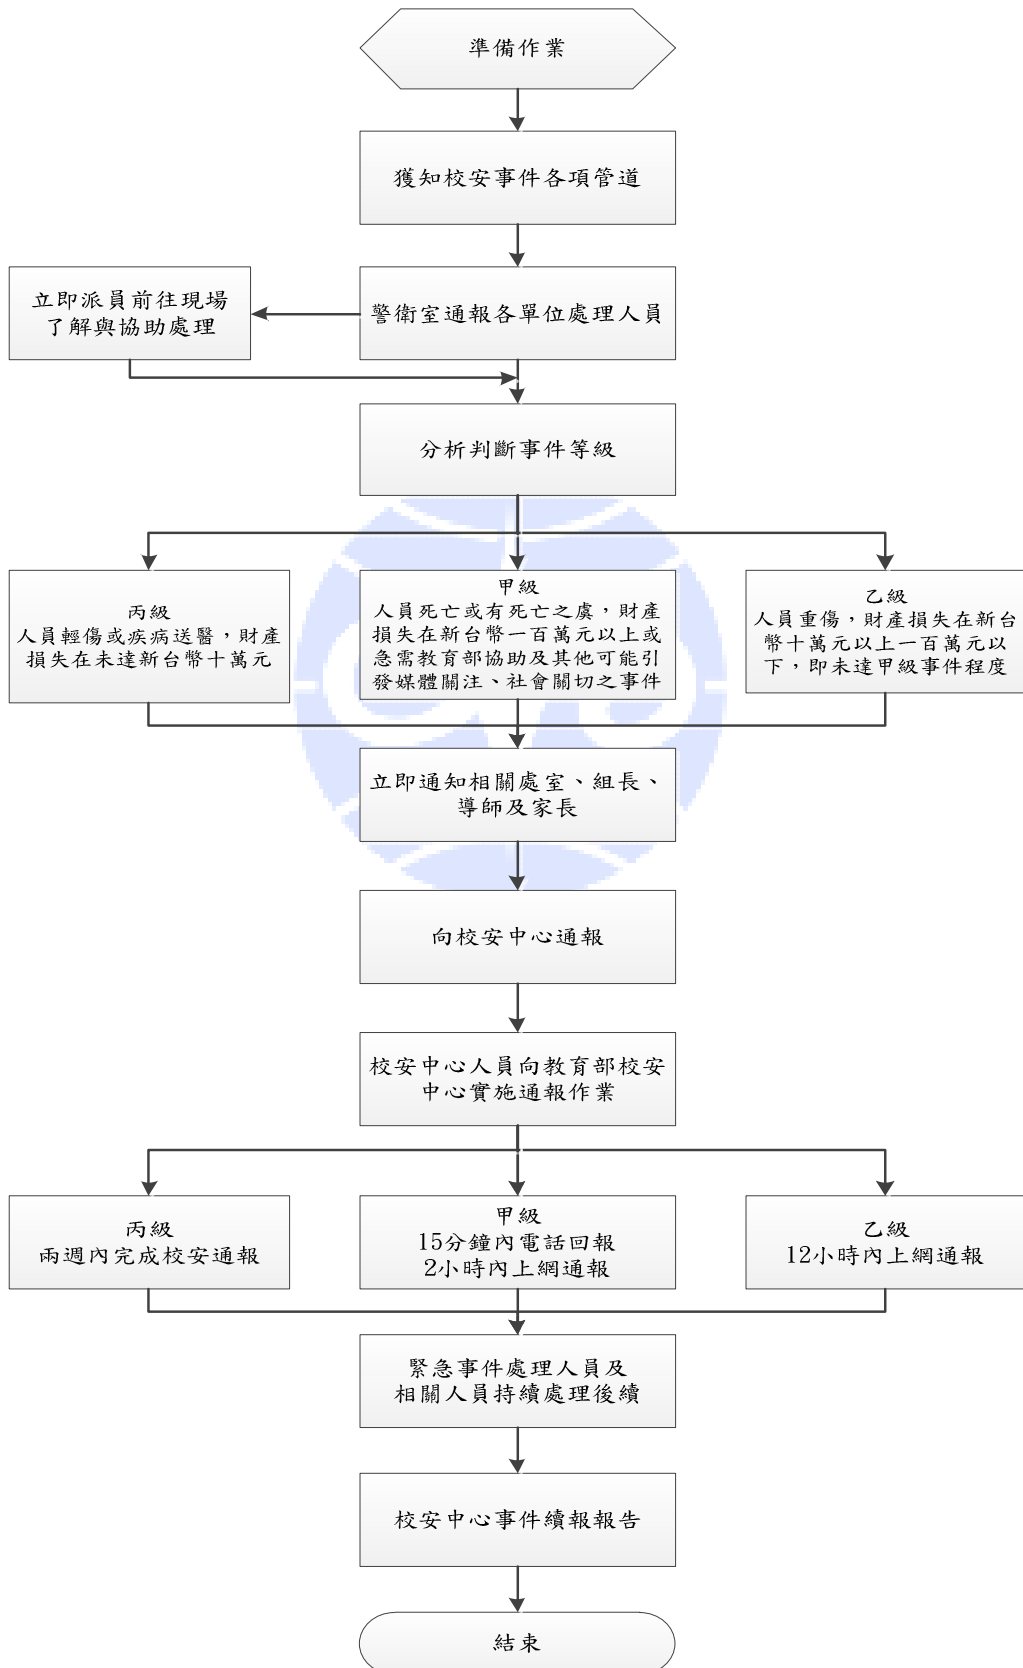 準備作業
獲知校安事件各項管道
立即派員前往現場
了解與協助處理
警衛室通報各單位處理人員
分析判斷事件等級
丙級
人員輕傷或疾病送醫，財產
損失在未達新台幣十萬元
甲級
人員死亡或有死亡之虞，財產
損失在新台幣一百萬元以上或
急需教育部協助及其他可能引
發媒體關注、社會關切之事件
乙級
人員重傷，財產損失在新台
幣十萬元以上一百萬元以
下，即未達甲級事件程度
立即通知相關處室、組長、
導師及家長
向校安中心通報
校安中心人員向教育部校安
中心實施通報作業
丙級
兩週內完成校安通報
甲級
15分鐘內電話回報
2小時內上網通報
乙級
12小時內上網通報
緊急事件處理人員及
相關人員持續處理後續
校安中心事件續報報告
結束